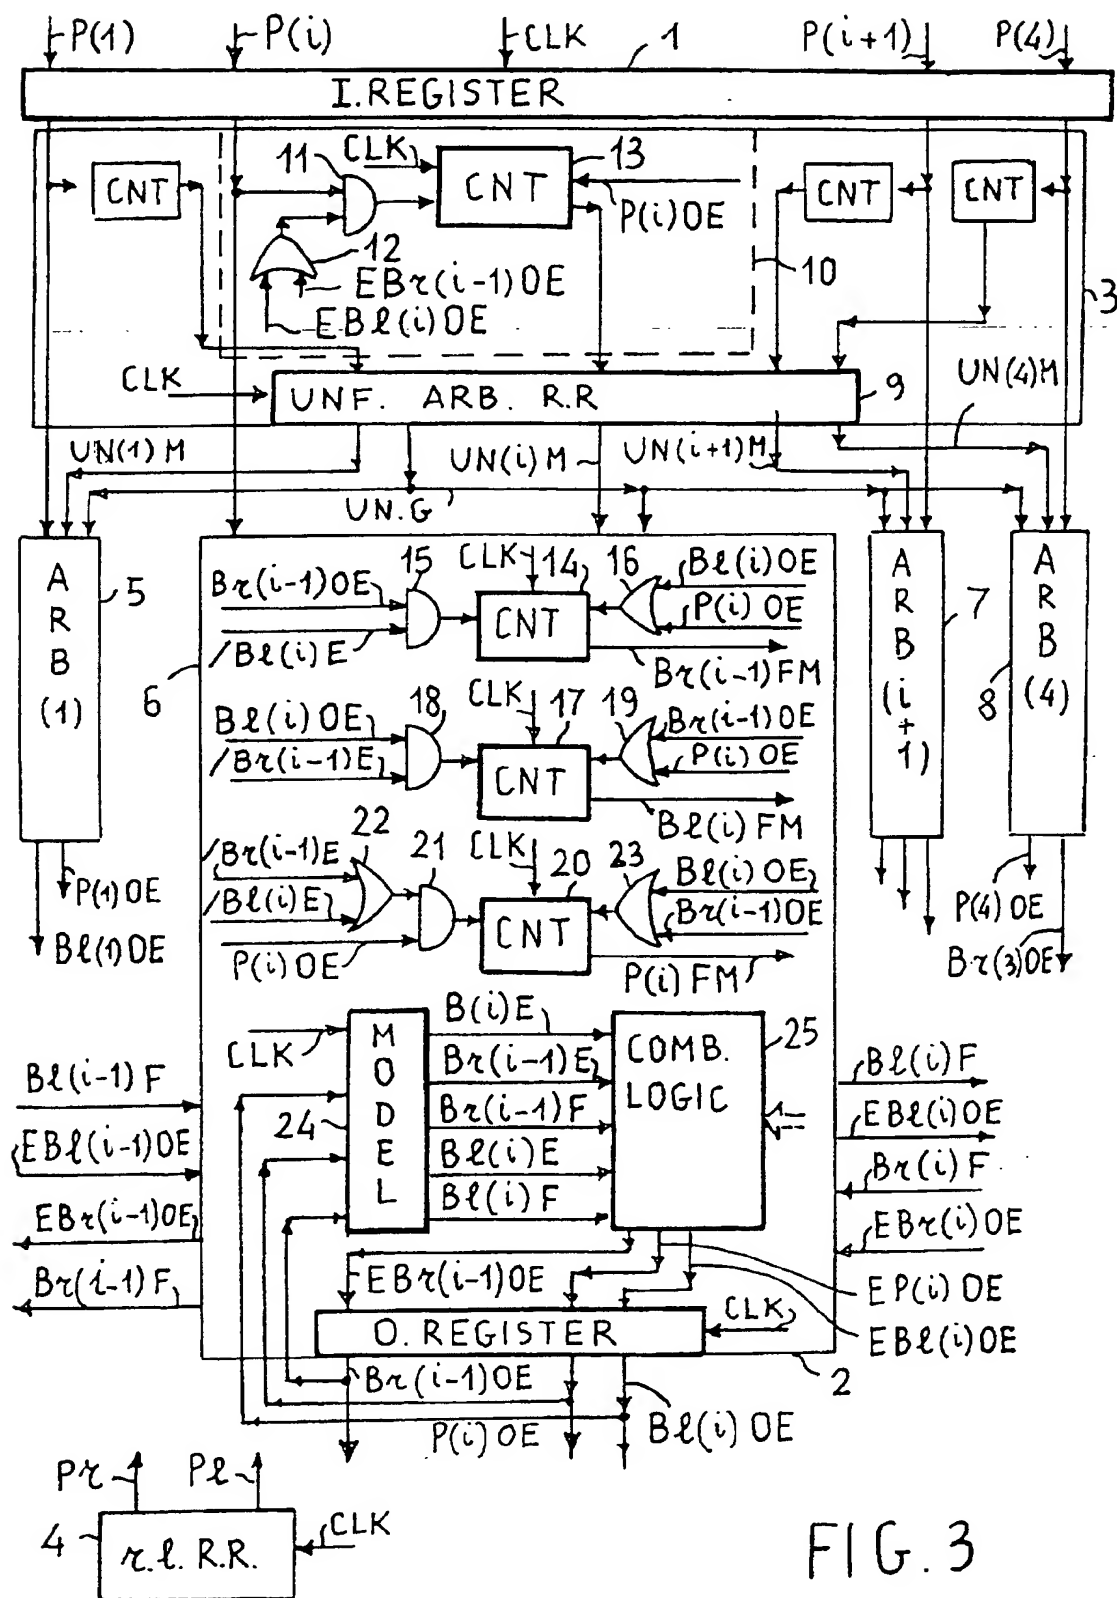 P(1)
P(i)
CLK
1
P(i+1)
P(4)
I.REGISTER
CNT
11
CLK
CNT
13
P(i)OE
12
EBr(i-1)OE
EBl(i)OE
CNT
CNT
10
3
CLK
UNF. ARB. R.R
9
UN(4)M
UN(1)M
UN(i)M
UN(i+1)M
UN.G
ARB(1)
5
6
Br(i-1)OE
/Bl(i)E
15
CLK
14
CNT
16
Bl(i)OE
P(i)OE
Br(i-1)FM
Bl(i)OE
/Br(i-1)E
18
CLK
17
CNT
19
Br(i-1)OE
P(i)OE
Bl(i)FM
/Br(i-1)E
/Bl(i)E
P(i)OE
22
21
CLK
20
CNT
23
Bl(i)OE
Br(i-1)OE
P(i)FM
ARB(i+1)
7
8
ARB(4)
P(1)OE
Bl(1)OE
P(4)OE
Br(3)OE
CLK
24
MODEL
B(i)E
Br(i-1)E
Br(i-1)F
Bl(i)E
Bl(i)F
COMB.
LOGIC
25
Bl(i-1)F
EBl(i-1)OE
EBr(i-1)OE
Br(i-1)F
Bl(i)F
EBl(i)OE
Br(i)F
EBr(i)OE
EBr(i-1)OE
EP(i)OE
EBl(i)OE
O.REGISTER
CLK
2
Br(i-1)OE
P(i)OE
Bl(i)OE
Pr
Pl
4
r.l. R.R.
CLK
FIG. 3